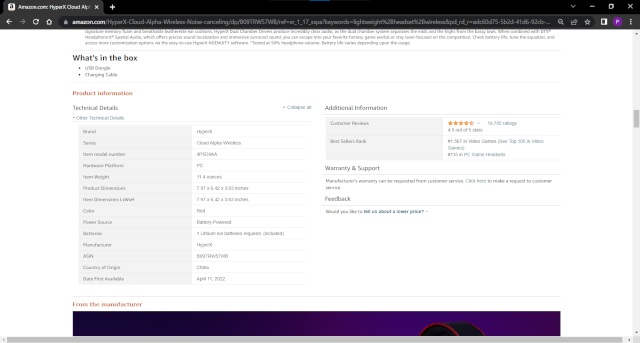 Amazon.com: HyperX Cloud Alp
amazon.com/HyperX-Cloud-Alpha-Wireless-Noise-canceling/dp/B09TRW57WB/ref=sr_1_17_sspa?keywords=lightweight%2Bheadset%2Bwireless&pd_rd_r=
signature memory foam and breathable leatherette ear cushions. HyperX Dual Chamber Drivers produce incredibly clear audio, as the dual chamber system separates the mids and the highs from the bassy lows. When combined with DTS®
Headphone:X® Spatial Audio, which offers precise sound localization and immersive surround sound, you can escape into your favorite fantasy game worlds or stay laser-focused on the competition. Check battery life, tune the equalizer, and
access more customization options via the easy-to-use HyperX NGENUITY software. *Tested at 50% headphone volume. Battery life varies depending upon the usage.
What's in the box
USB Dongle
Charging Cable
Product information
Technical Details
Collapse all
Other Technical Details
Brand HyperX
Series Cloud Alpha Wireless
Item model number 4P5D4AA
Hardware Platform PC
Item Weight 11.4 ounces
Product Dimensions 7.97 x 6.42 x 3.63 inches
Item Dimensions LxWxH 7.97 x 6.42 x 3.63 inches
Color Red
Power Source Battery-Powered
Batteries 1 Lithium Ion batteries required. (included)
Manufacturer HyperX
ASIN B09TRW57WB
Country of Origin China
Date First Available April 11, 2022
Additional Information
Customer Reviews
4.5 out of 5 stars
Best Sellers Rank #1,567 in Video Games (See Top 100 in Video
Games)
#116 in PC Game Headsets
Warranty & Support
Manufacturer's warranty can be requested from customer service. Click here to make a request to customer
service.
Feedback
Would you like to tell us about a lower price?
From the manufacturer